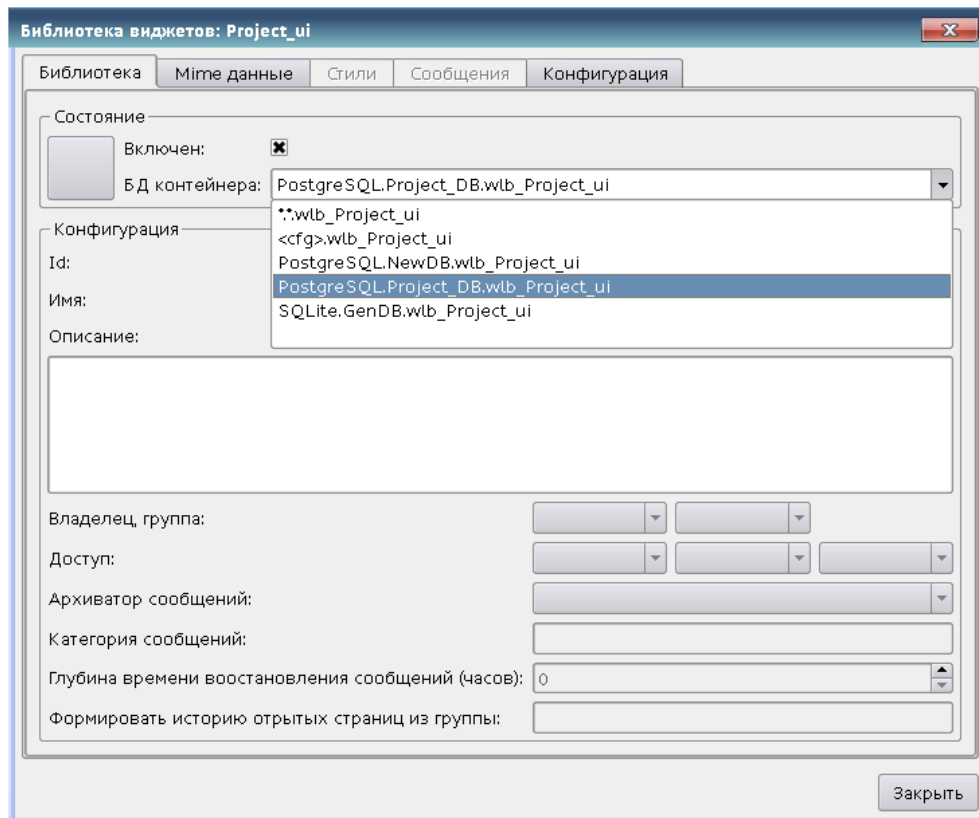 Библиотека виджетов: Project_ui
Библиотека Mime данные Стили Сообщения Конфигурация
Состояние
Включен:
БД контейнера: PostgreSQL.Project_DB.wlb_Project_ui
*.*.wlb_Project_ui
Конфигурация
<cfg>.wlb_Project_ui
Id: PostgreSQL.NewDB.wlb_Project_ui
PostgreSQL.Project_DB.wlb_Project_ui
Имя:
SQLite.GenDB.wlb_Project_ui
Описание:
Владелец, группа:
Доступ:
Архиватор сообщений:
Категория сообщений:
Глубина времени воостановления сообщений (часов): 0
Формировать историю отрытых страниц из группы:
Закрыть